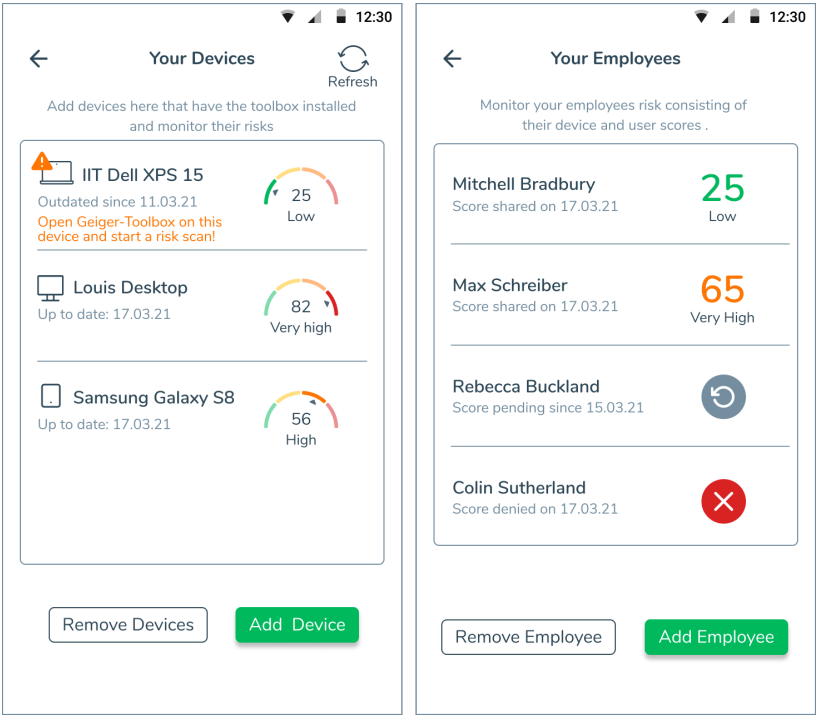 12:30
Your Devices
Refresh
Add devices here that have the toolbox installed
and monitor their risks
IIT Dell XPS 15
Outdated since 11.03.21
Open Geiger-Toolbox on this
device and start a risk scan!
25
Low
Louis Desktop
Up to date: 17.03.21
82
Very high
Samsung Galaxy S8
Up to date: 17.03.21
56
High
Remove Devices
Add Device
12:30
Your Employees
Monitor your employees risk consisting of
their device and user scores .
Mitchell Bradbury
Score shared on 17.03.21
25
Low
Max Schreiber
Score shared on 17.03.21
65
Very High
Rebecca Buckland
Score pending since 15.03.21
Colin Sutherland
Score denied on 17.03.21
Remove Employee
Add Employee